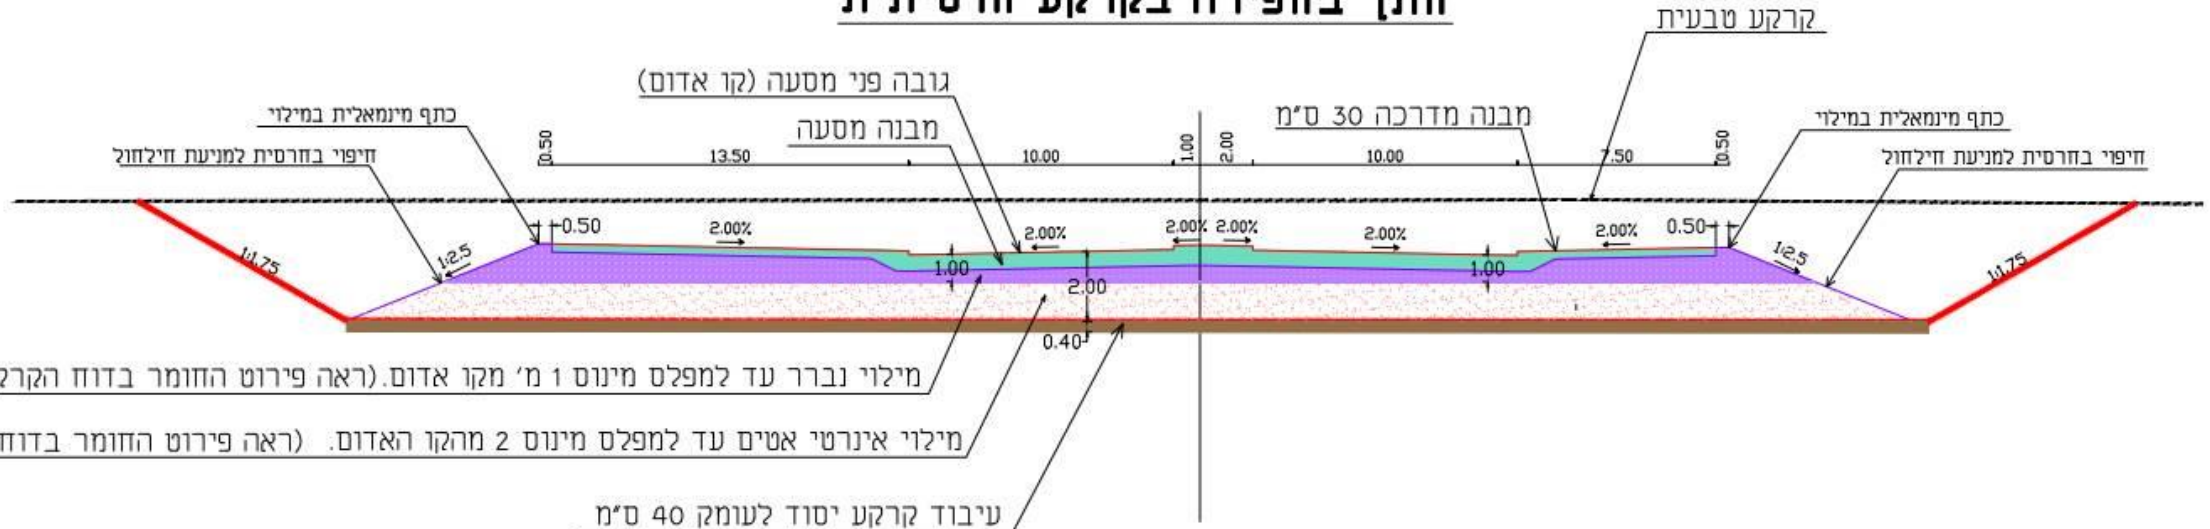 חתך בחפירה בקרקע חרסיתית
קרקע טבעית
גובה פני מסעה (קו אדום)
מבנה מסעה
מבנה מדרכה 30 ס"מ
כתף מינמאלית במילוי
כתף מינמאלית במילוי
חיפוי בחרסית למניעת חילחול
חיפוי בחרסית למניעת חילחול
0.50 13.50 10.00 1.00 2.00 10.00 7.50 0.50
0.50 2.00% 2.00% 2.00% 2.00% 2.00% 2.00% 0.50
1:1.75 1:2.5 1.00 2.00 1.00 1:2.5 1:1.75
0.40
מילוי נברר עד למפלס מינוס 1 מ' מקו אדום. (ראה פירוט החומר בדוח
מילוי אינרטי אטים עד למפלס מינוס 2 מהקו האדום. (ראה פירוט החומר בדוח
עיבוד קרקע יסוד לעומק 40 ס"מ